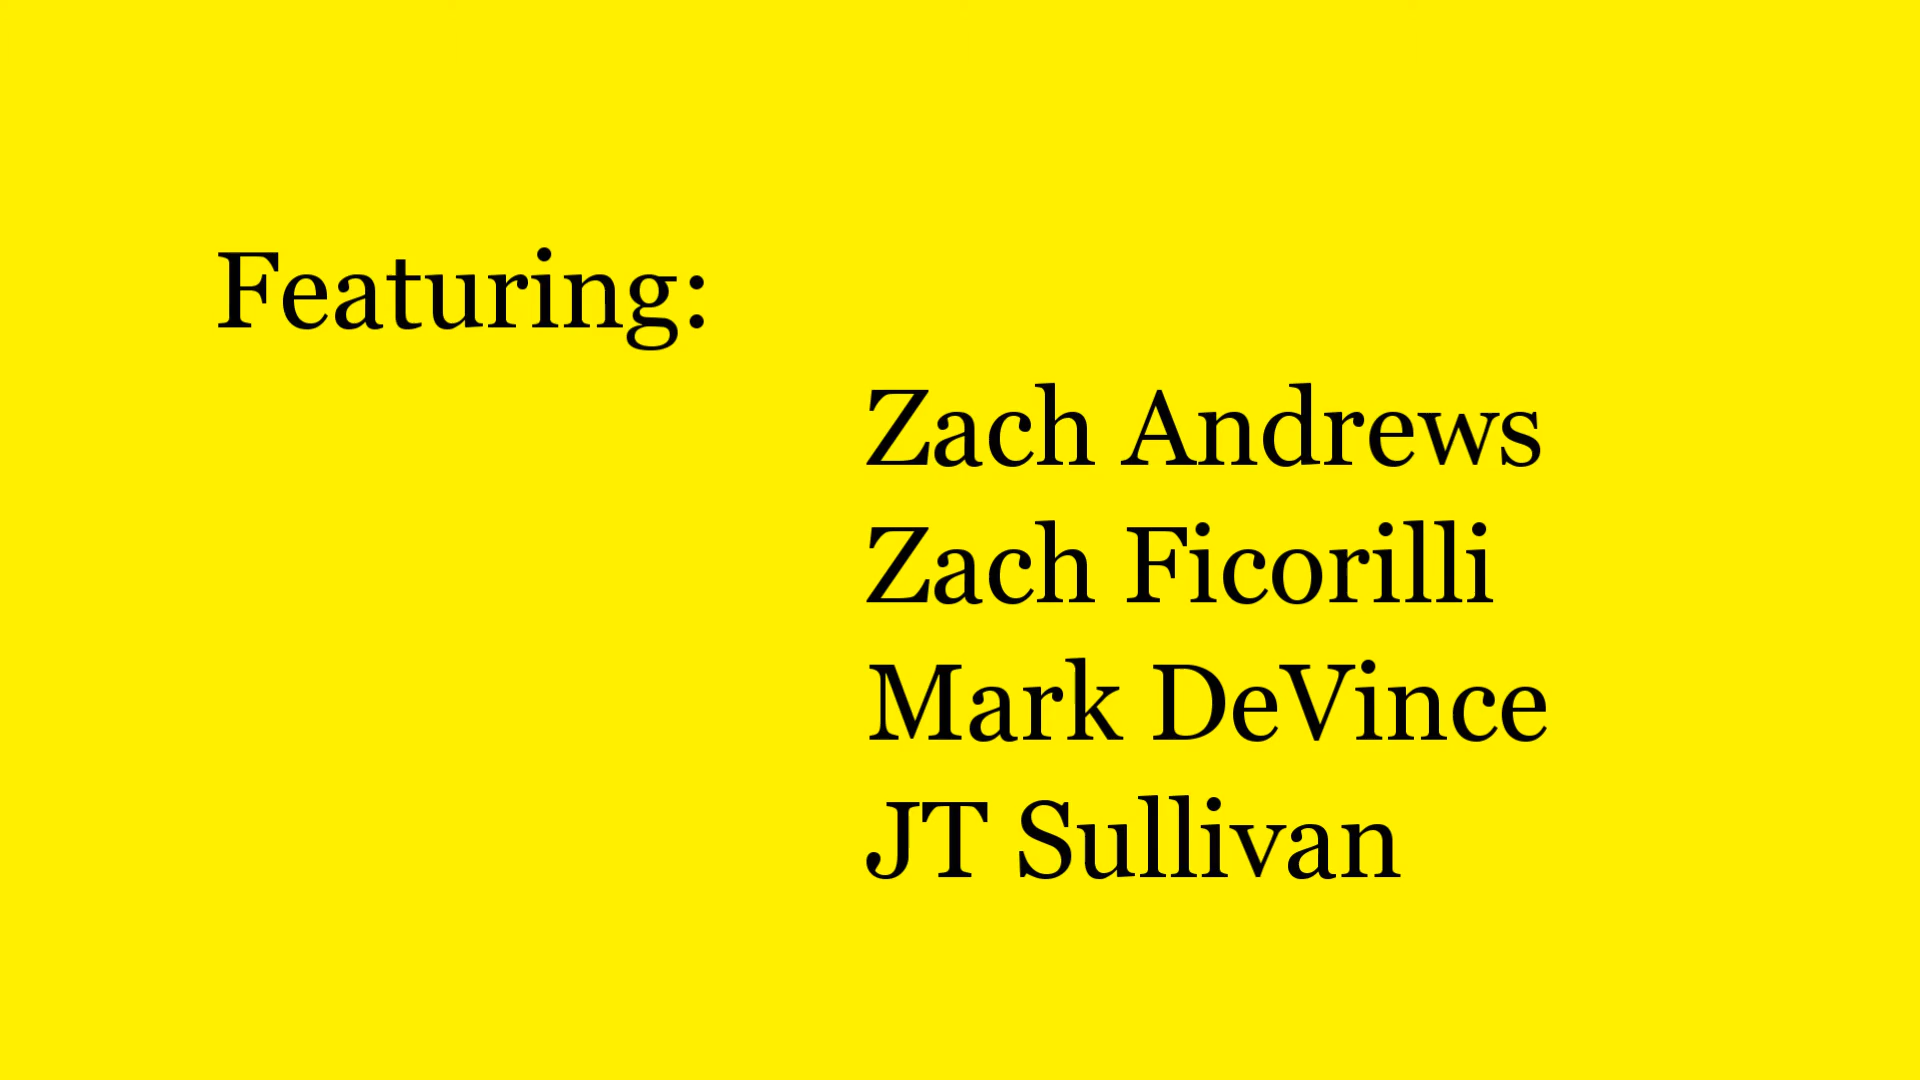 Featuring:
Zach Andrews
Zach Ficorilli
Mark DeVince
JT Sullivan